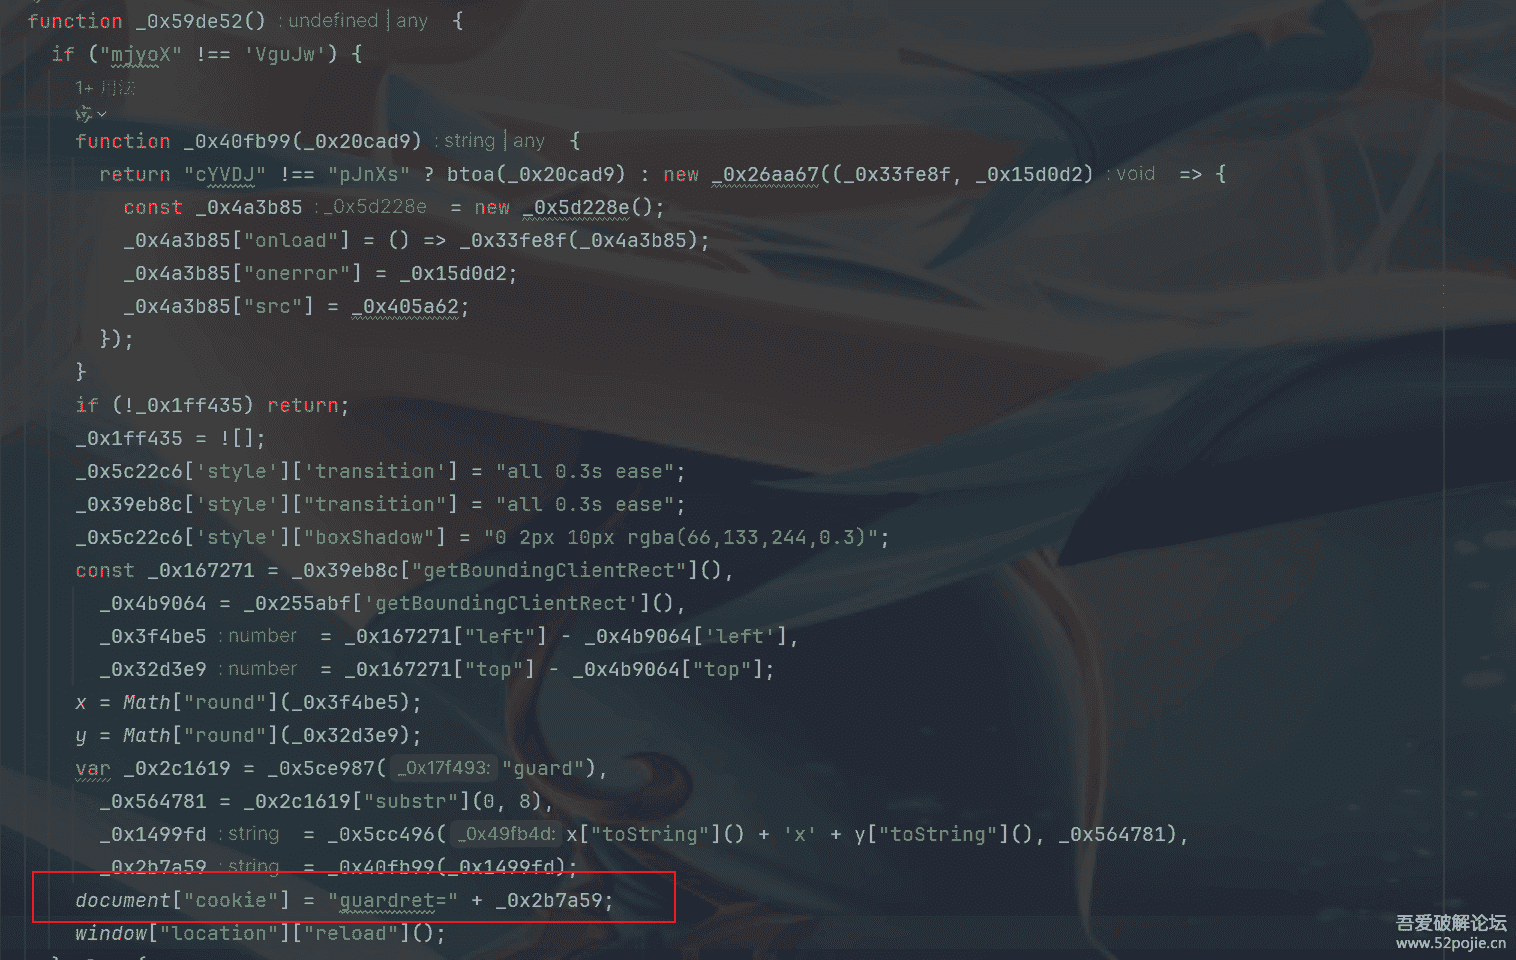 function _0x59de52() : undefined | any {
if ("mjyoX" !== 'VguJw') {
1+ 用法
function _0x40fb99(_0x20cad9) : string | any {
return "cYVDJ" !== "pJnXs" ? btoa(_0x20cad9) : new _0x26aa67((_0x33fe8f, _0x15d0d2) : void => {
const _0x4a3b85 : _0x5d228e = new _0x5d228e();
_0x4a3b85["onload"] = () => _0x33fe8f(_0x4a3b85);
_0x4a3b85["onerror"] = _0x15d0d2;
_0x4a3b85["src"] = _0x405a62;
});
}
if (!_0x1ff435) return;
_0x1ff435 = ![];
_0x5c22c6['style']['transition'] = "all 0.3s ease";
_0x39eb8c['style']["transition"] = "all 0.3s ease";
_0x5c22c6['style']["boxShadow"] = "0 2px 10px rgba(66,133,244,0.3)";
const _0x167271 = _0x39eb8c["getBoundingClientRect"](),
_0x4b9064 = _0x255abf['getBoundingClientRect'](),
_0x3f4be5 : number = _0x167271["left"] - _0x4b9064['left'],
_0x32d3e9 : number = _0x167271["top"] - _0x4b9064["top"];
x = Math["round"](_0x3f4be5);
y = Math["round"](_0x32d3e9);
var _0x2c1619 = _0x5ce987( _0x17f493: "guard"),
_0x564781 = _0x2c1619["substr"](0, 8),
_0x1499fd : string = _0x5cc496( _0x49fb4d: x["toString"]() + 'x' + y["toString"](), _0x564781),
_0x2b7a59 : string = _0x40fb99(_0x1499fd);
document["cookie"] = "guardret=" + _0x2b7a59;
window["location"]["reload"]();
吾爱破解论坛
www.52pojie.cn